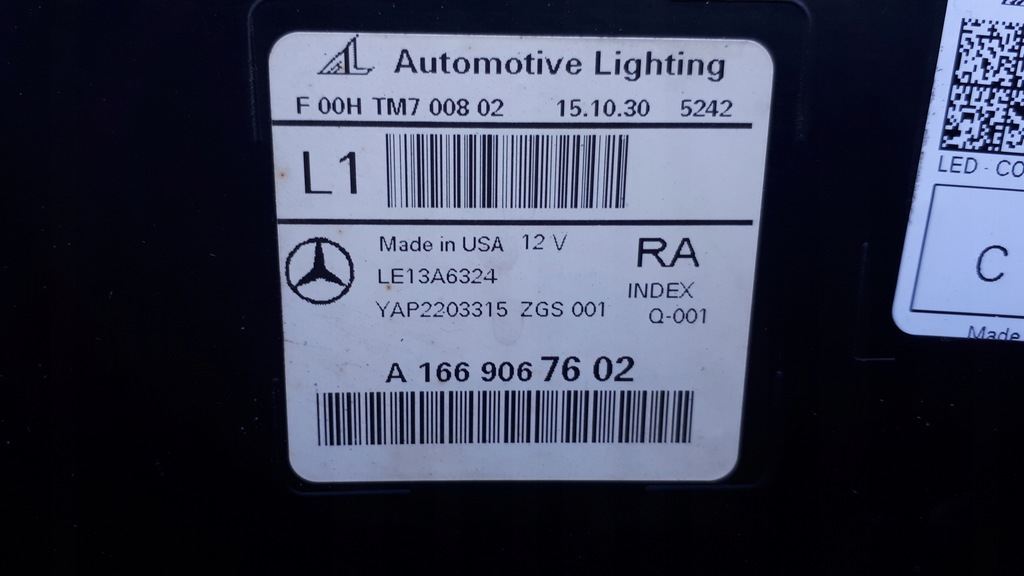 AL Automotive Lighting
F 00H TM7 008 02 15.10.30 5242
L1
Made in USA 12 V
RA
LE13A6324
INDEX
YAP2203315 ZGS 001
Q-001
A 166 906 76 02
LED - CO
C
Made